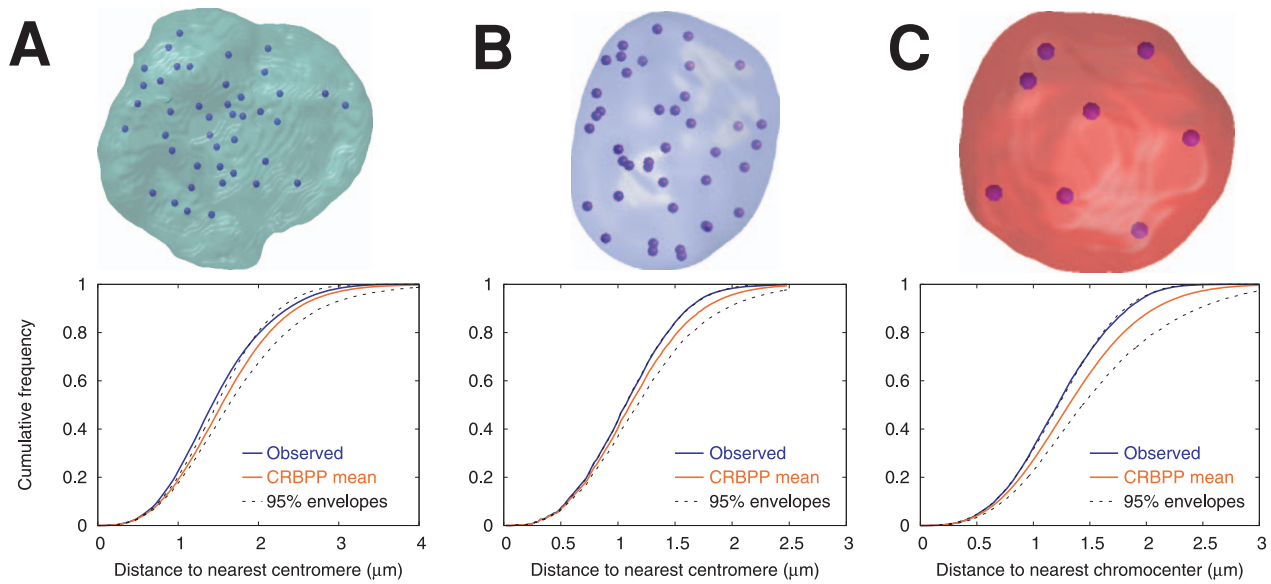 A
B
C
Cumulative frequency
1
0.8
0.6
0.4
0.2
0
Observed
CRBPP mean
95% envelopes
0 1 2 3 4
Distance to nearest centromere (μm)
1
0.8
0.6
0.4
0.2
0
Observed
CRBPP mean
95% envelopes
0 0.5 1 1.5 2 2.5 3
Distance to nearest centromere (μm)
1
0.8
0.6
0.4
0.2
0
Observed
CRBPP mean
95% envelopes
0 0.5 1 1.5 2 2.5 3
Distance to nearest chromocenter (μm)